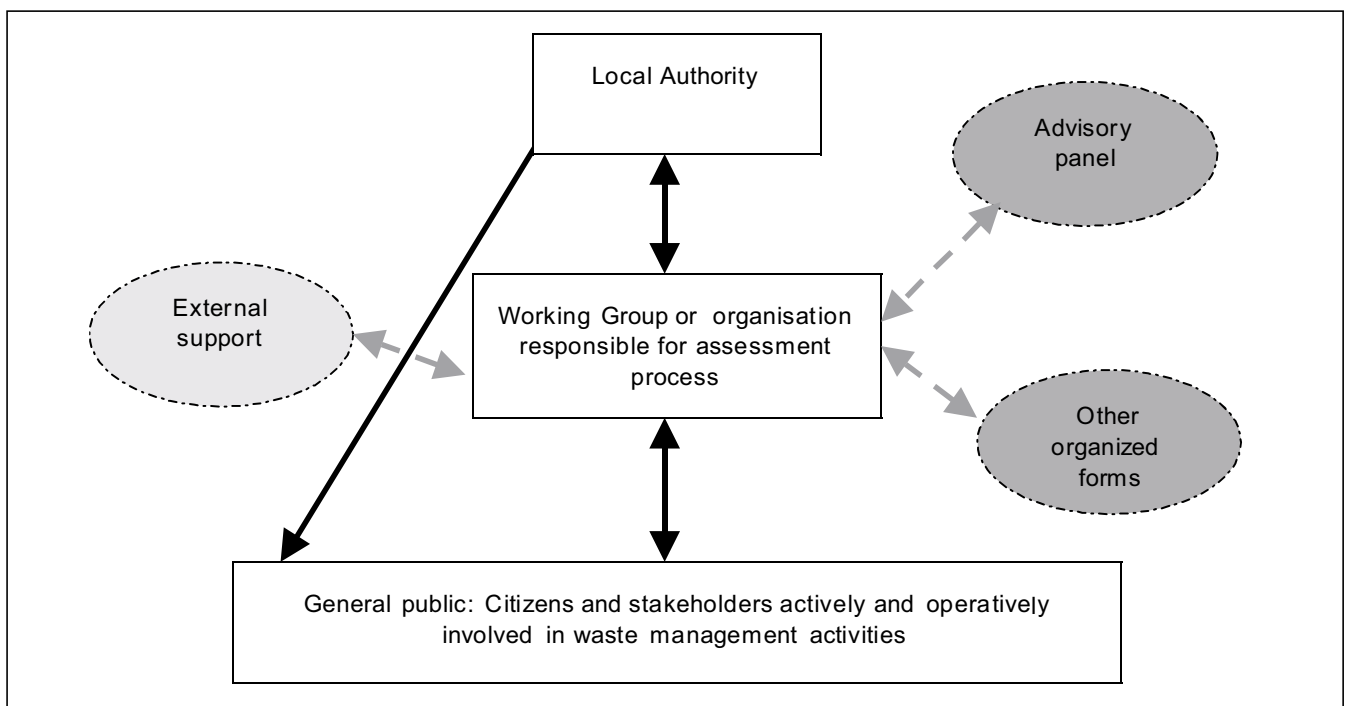 Local Authority
Advisory
panel
External
support
Working Group or organisation
responsible for assessment
process
Other
organized
forms
General public: Citizens and stakeholders actively and operatively
involved in waste management activities